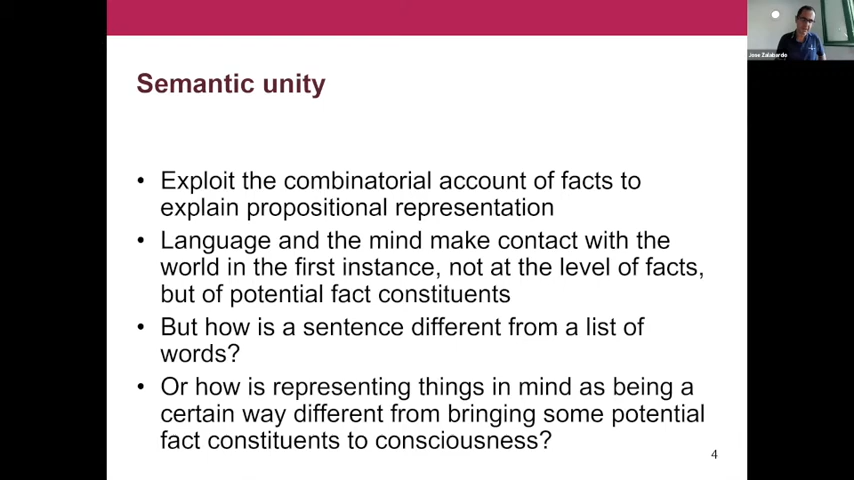 Jose Zalabardo
Semantic unity
• Exploit the combinatorial account of facts to
explain propositional representation
• Language and the mind make contact with the
world in the first instance, not at the level of facts,
but of potential fact constituents
• But how is a sentence different from a list of
words?
• Or how is representing things in mind as being a
certain way different from bringing some potential
fact constituents to consciousness?
4